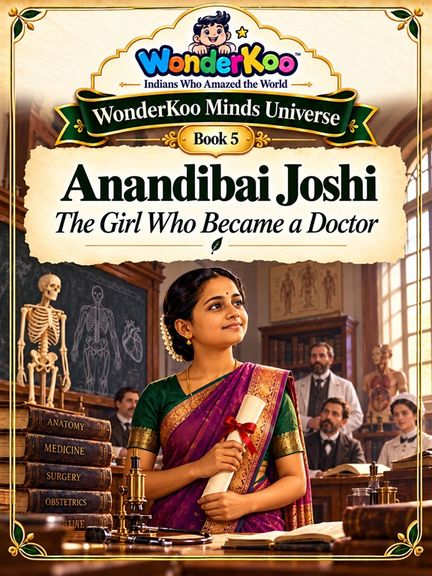 WonderKoo™
Indians Who Amazed the World
WonderKoo Minds Universe
Book 5
Anandibai Joshi
The Girl Who Became a Doctor
ANATOMY
MEDICINE
SURGERY
OBSTETRICS